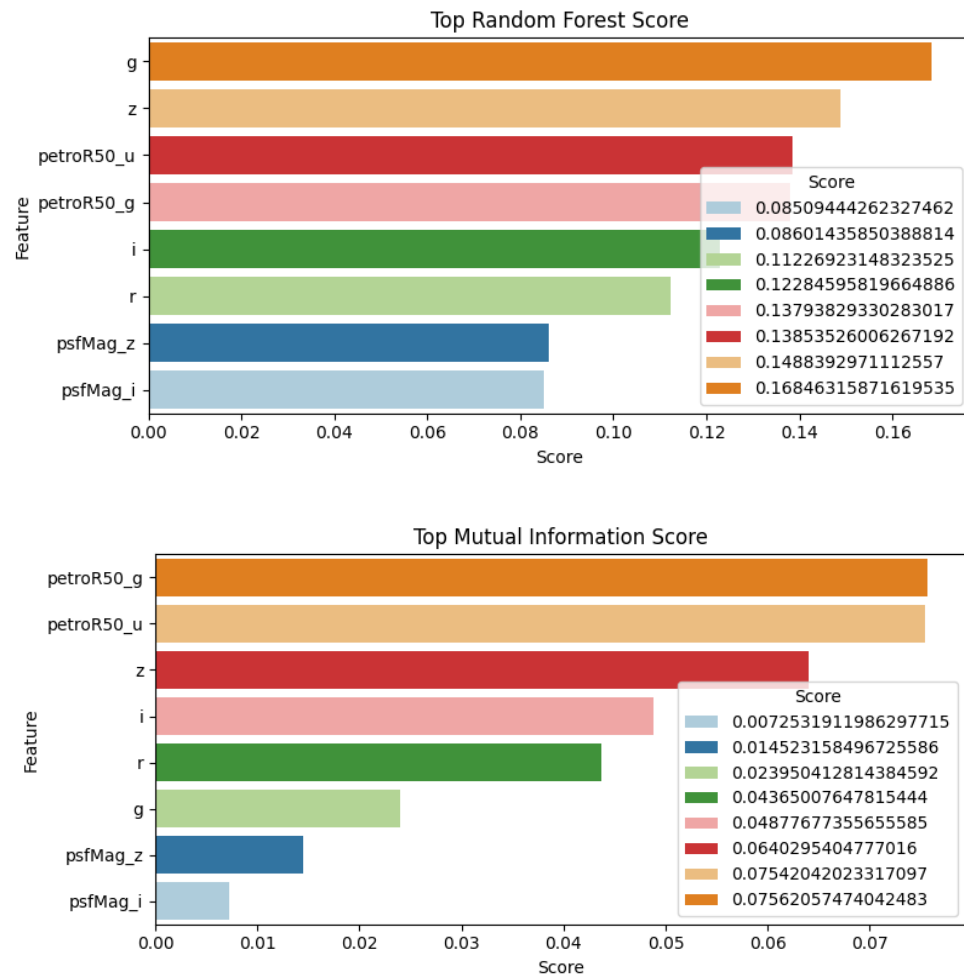 Top Random Forest Score
Feature
g
z
petroR50_u
petroR50_g
i
r
psfMag_z
psfMag_i
Score
0.08509444262327462
0.08601435850388814
0.11226923148323525
0.12284595819664886
0.13793829330283017
0.13853526006267192
0.1488392971112557
0.16846315871619535
0.00 0.02 0.04 0.06 0.08 0.10 0.12 0.14 0.16
Score
Top Mutual Information Score
Feature
petroR50_g
petroR50_u
z
i
r
g
psfMag_z
psfMag_i
Score
0.0072531911986297715
0.014523158496725586
0.023950412814384592
0.04365007647815444
0.04877677355655585
0.0640295404777016
0.07542042023317097
0.07562057474042483
0.00 0.01 0.02 0.03 0.04 0.05 0.06 0.07
Score